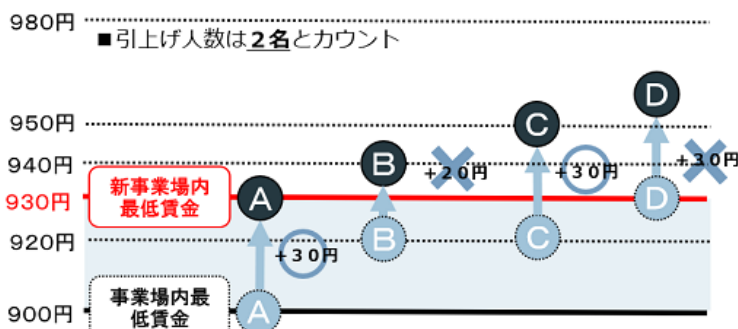 980円
■引上げ人数は2名とカウント
950円
940円
930円
920円
900円
新事業場内
最低賃金
事業場内最
低賃金
A
+30円
A
B
+20円
B
C
+30円
C
D
+30円
D